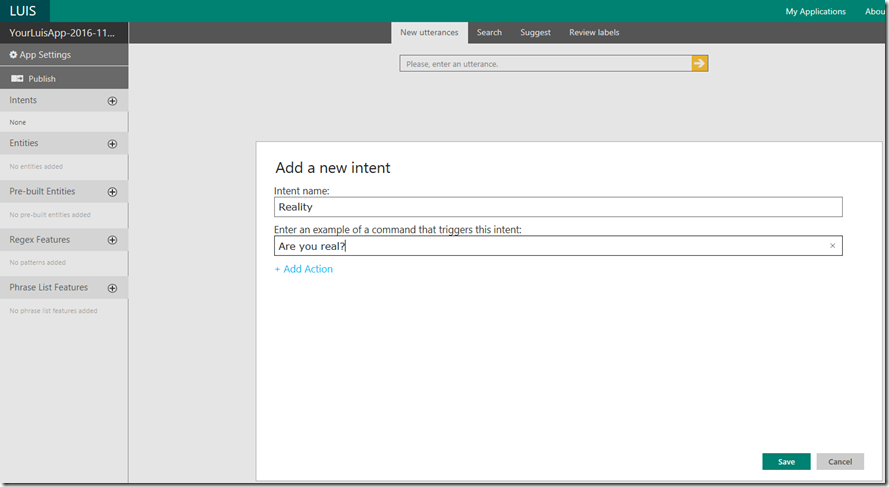 LUIS
My Applications
Abou
YourLuisApp-2016-11...
New utterances
Search
Suggest
Review labels
App Settings
Please, enter an utterance.
Publish
Intents
None
Entities
No entities added
Pre-built Entities
No pre-built entities added
Regex Features
No patterns added
Phrase List Features
No phrase list features added
Add a new intent
Intent name:
Reality
Enter an example of a command that triggers this intent:
Are you real?
+ Add Action
Save
Cancel